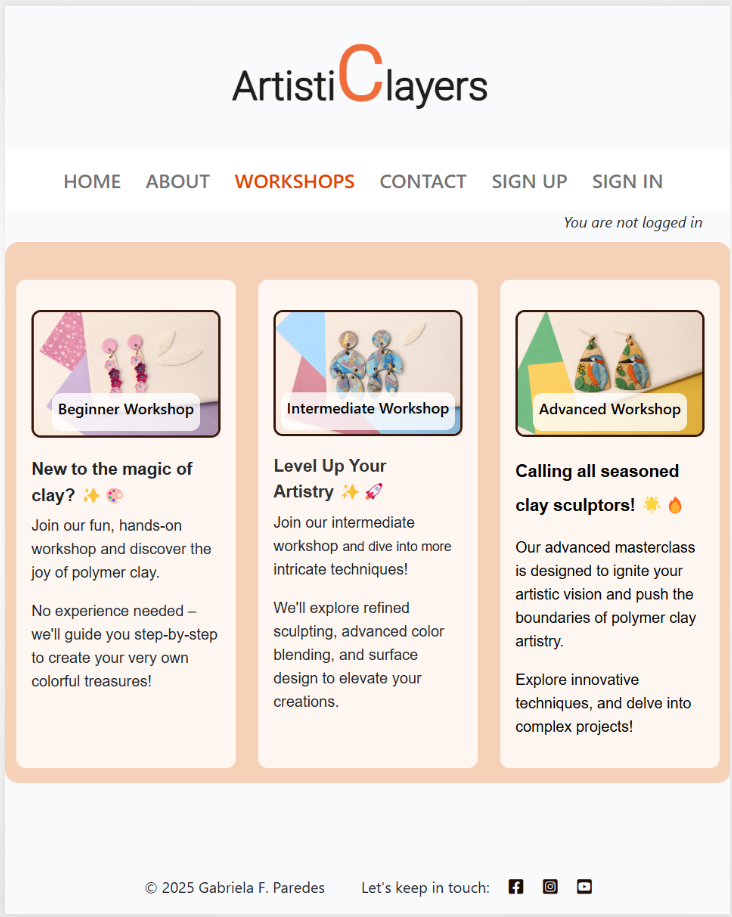 ArtistiClayers
HOME ABOUT WORKSHOPS CONTACT SIGN UP SIGN IN
You are not logged in
Beginner Workshop
New to the magic of
clay? ✨ 🎨
Join our fun, hands-on
workshop and discover the
joy of polymer clay.
No experience needed –
we'll guide you step-by-step
to create your very own
colorful treasures!
Intermediate Workshop
Level Up Your
Artistry ✨ 🚀
Join our intermediate
workshop and dive into more
intricate techniques!
We'll explore refined
sculpting, advanced color
blending, and surface
design to elevate your
creations.
Advanced Workshop
Calling all seasoned
clay sculptors! 🌟 🔥
Our advanced masterclass
is designed to ignite your
artistic vision and push the
boundaries of polymer clay
artistry.
Explore innovative
techniques, and delve into
complex projects!
© 2025 Gabriela F. Paredes Let's keep in touch: